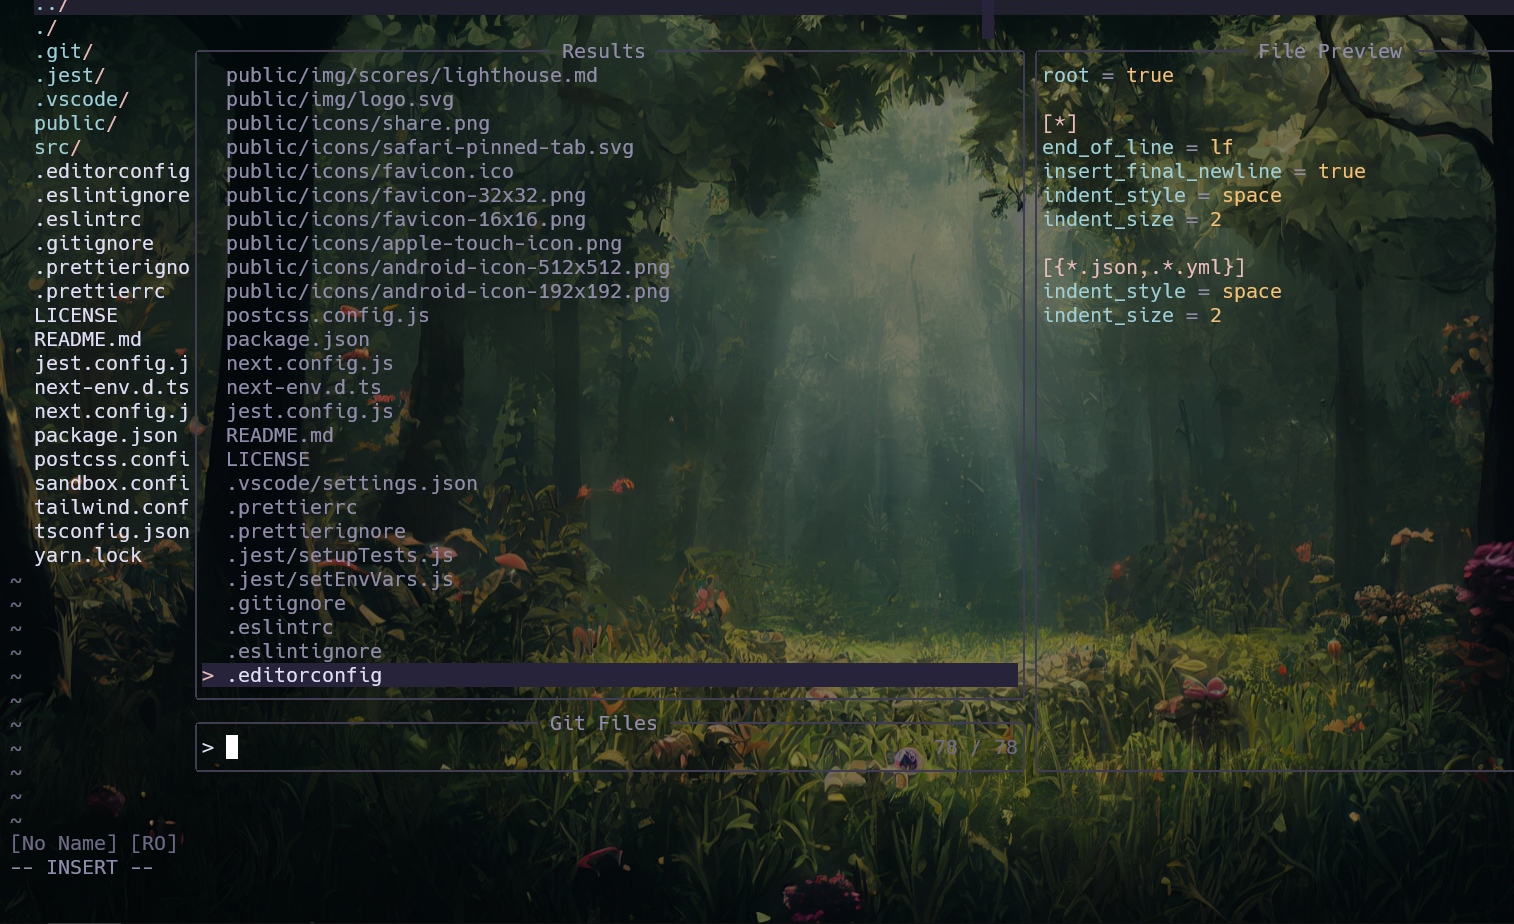 ../
./
.git/
.jest/
.vscode/
public/
src/
.editorconfig
.eslintignore
.eslintrc
.gitignore
.prettierigno
.prettierrc
LICENSE
README.md
jest.config.j
next-env.d.ts
next.config.j
package.json
postcss.confi
sandbox.confi
tailwind.conf
tsconfig.json
yarn.lock
~
~
~
~
~
~
~
~
~
~
~
[No Name] [RO]
-- INSERT --
Results
public/img/scores/lighthouse.md
public/img/logo.svg
public/icons/share.png
public/icons/safari-pinned-tab.svg
public/icons/favicon.ico
public/icons/favicon-32x32.png
public/icons/favicon-16x16.png
public/icons/apple-touch-icon.png
public/icons/android-icon-512x512.png
public/icons/android-icon-192x192.png
postcss.config.js
package.json
next.config.js
next-env.d.ts
jest.config.js
README.md
LICENSE
.vscode/settings.json
.prettierrc
.prettierignore
.jest/setupTests.js
.jest/setEnvVars.js
.gitignore
.eslintrc
.eslintignore
> .editorconfig
Git Files
> 78 / 78
File Preview
root = true
[*]
end_of_line = lf
insert_final_newline = true
indent_style = space
indent_size = 2
[{*.json,.*.yml}]
indent_style = space
indent_size = 2